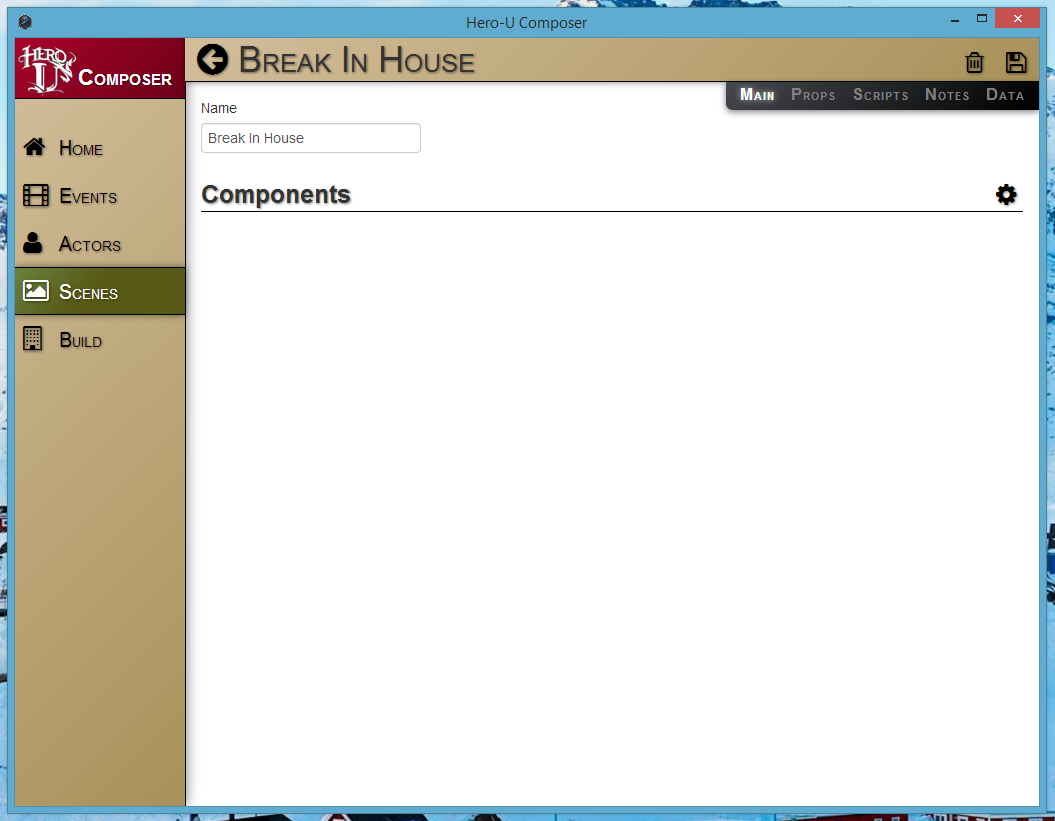 Hero-U Composer
HERO U COMPOSER
BREAK IN HOUSE
MAIN PROPS SCRIPTS NOTES DATA
HOME
EVENTS
ACTORS
SCENES
BUILD
Name
Break In House
Components